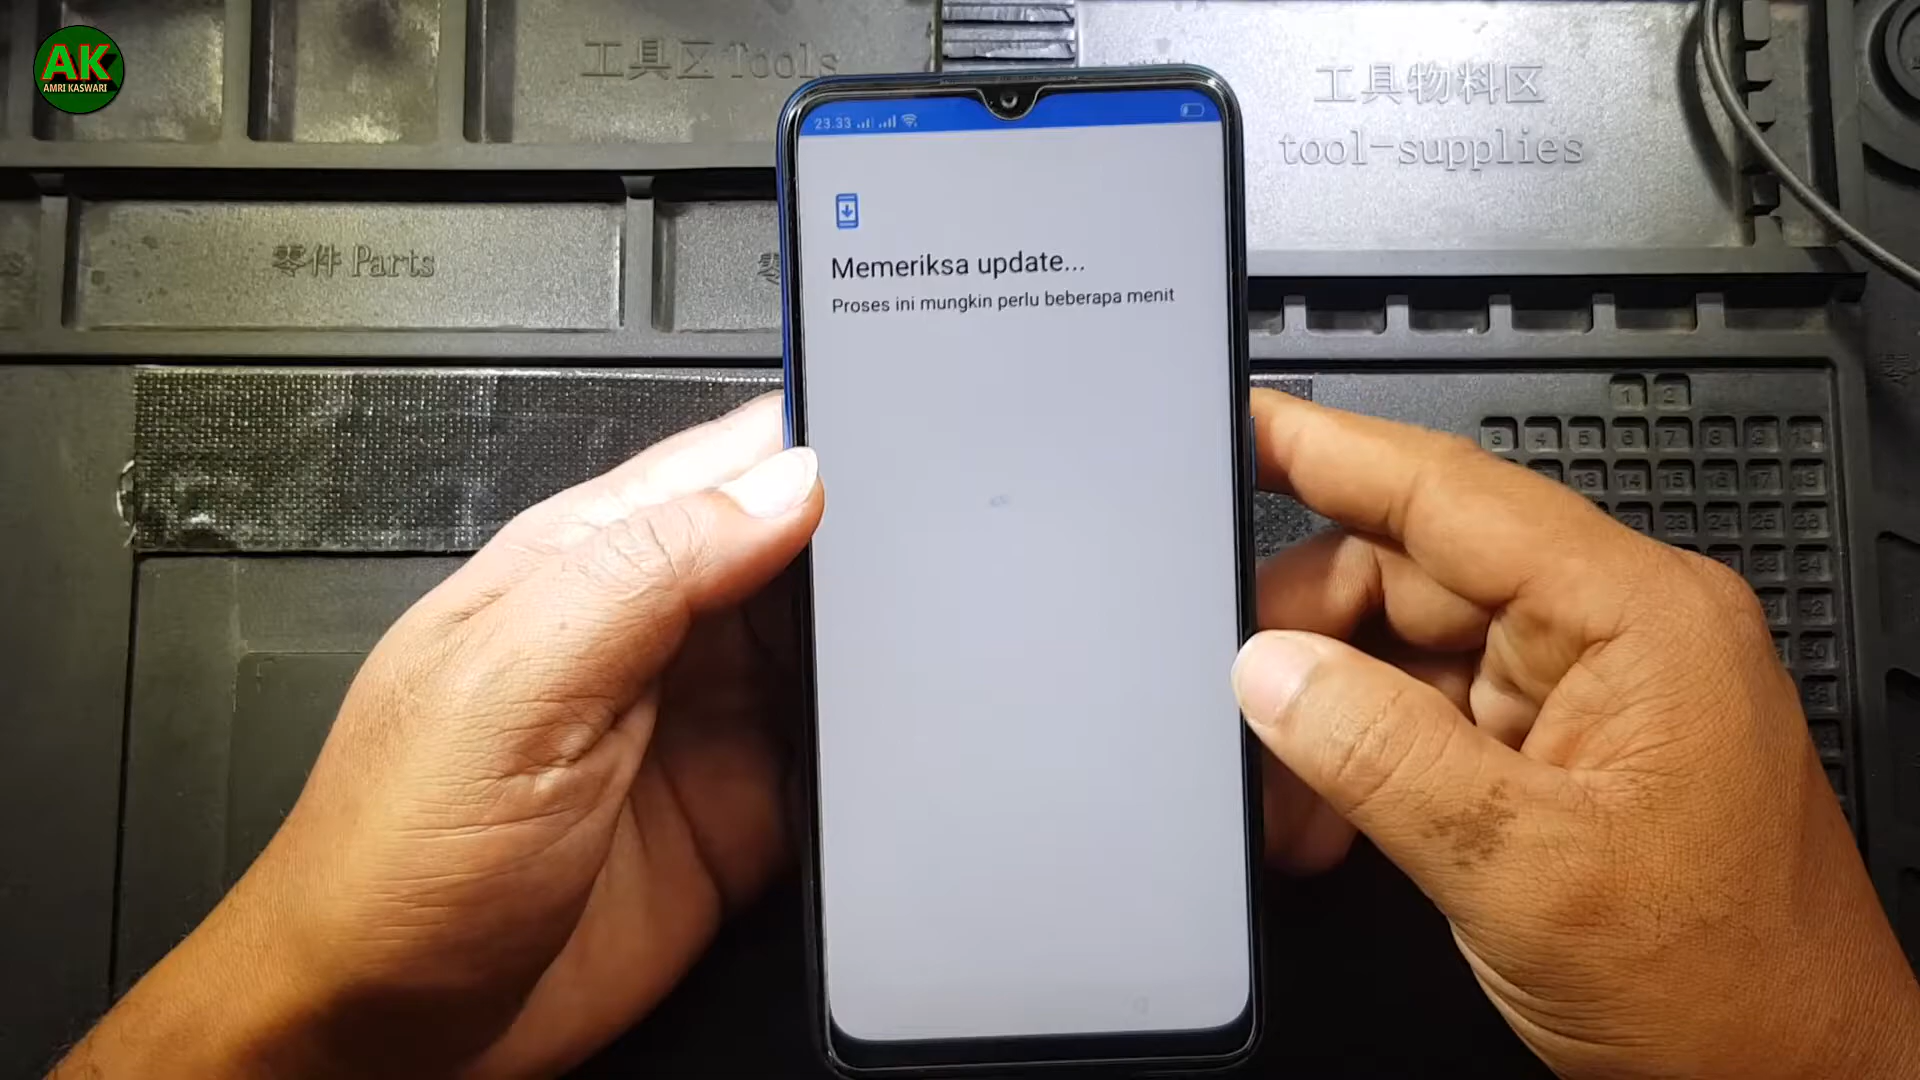 AK
AMRI KASWARI
工具区 Tools
工具物料区
tool-supplies
23.33
零件 Parts
Memeriksa update...
Proses ini mungkin perlu beberapa menit
1 2
3 4 5 6 7 8 9 10
13 14 15 16 17
22 23 24 25 26